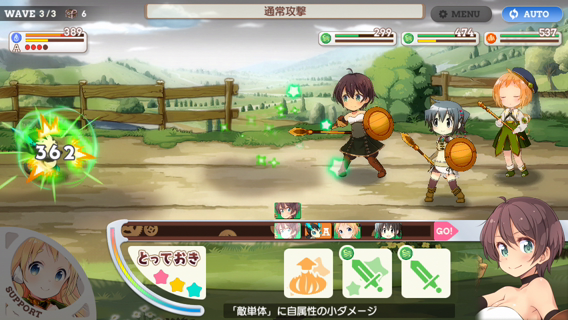 WAVE 3/3
6
通常攻撃
MENU
AUTO
389
A
299
474
537
362
A
GO!
とっておき
SUPPORT
「敵単体」に自属性の小ダメージ